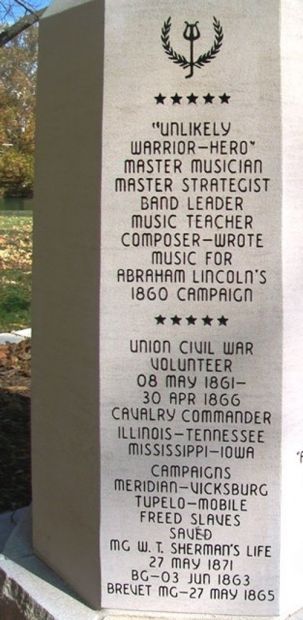 "UNLIKELY
WARRIOR-HERO"
MASTER MUSICIAN
MASTER STRATEGIST
BAND LEADER
MUSIC TEACHER
COMPOSER-WROTE
MUSIC FOR
ABRAHAM LINCOLN'S
1860 CAMPAIGN
UNION CIVIL WAR
VOLUNTEER
08 MAY 1861-
30 APR 1866
CAVALRY COMMANDER
ILLINOIS-TENNESSEE
MISSISSIPPI-IOWA
CAMPAIGNS
MERIDIAN-VICKSBURG
TUPELO-MOBILE
FREED SLAVES
SAVED
MG W. T. SHERMAN'S LIFE
27 MAY 1871
BG-03 JUN 1863
BREVET MG-27 MAY 1865